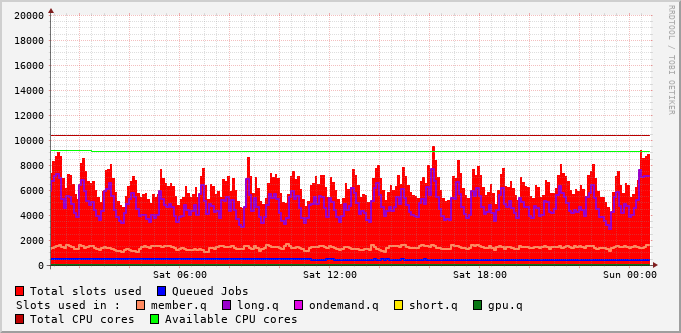 RRDTOOL / TOBI OETIKER
20000
18000
16000
14000
12000
10000
8000
6000
4000
2000
0
Sat 06:00 Sat 12:00 Sat 18:00 Sun 00:00
Total slots used Queued Jobs
Slots used in : member.q long.q ondemand.q short.q gpu.q
Total CPU cores Available CPU cores